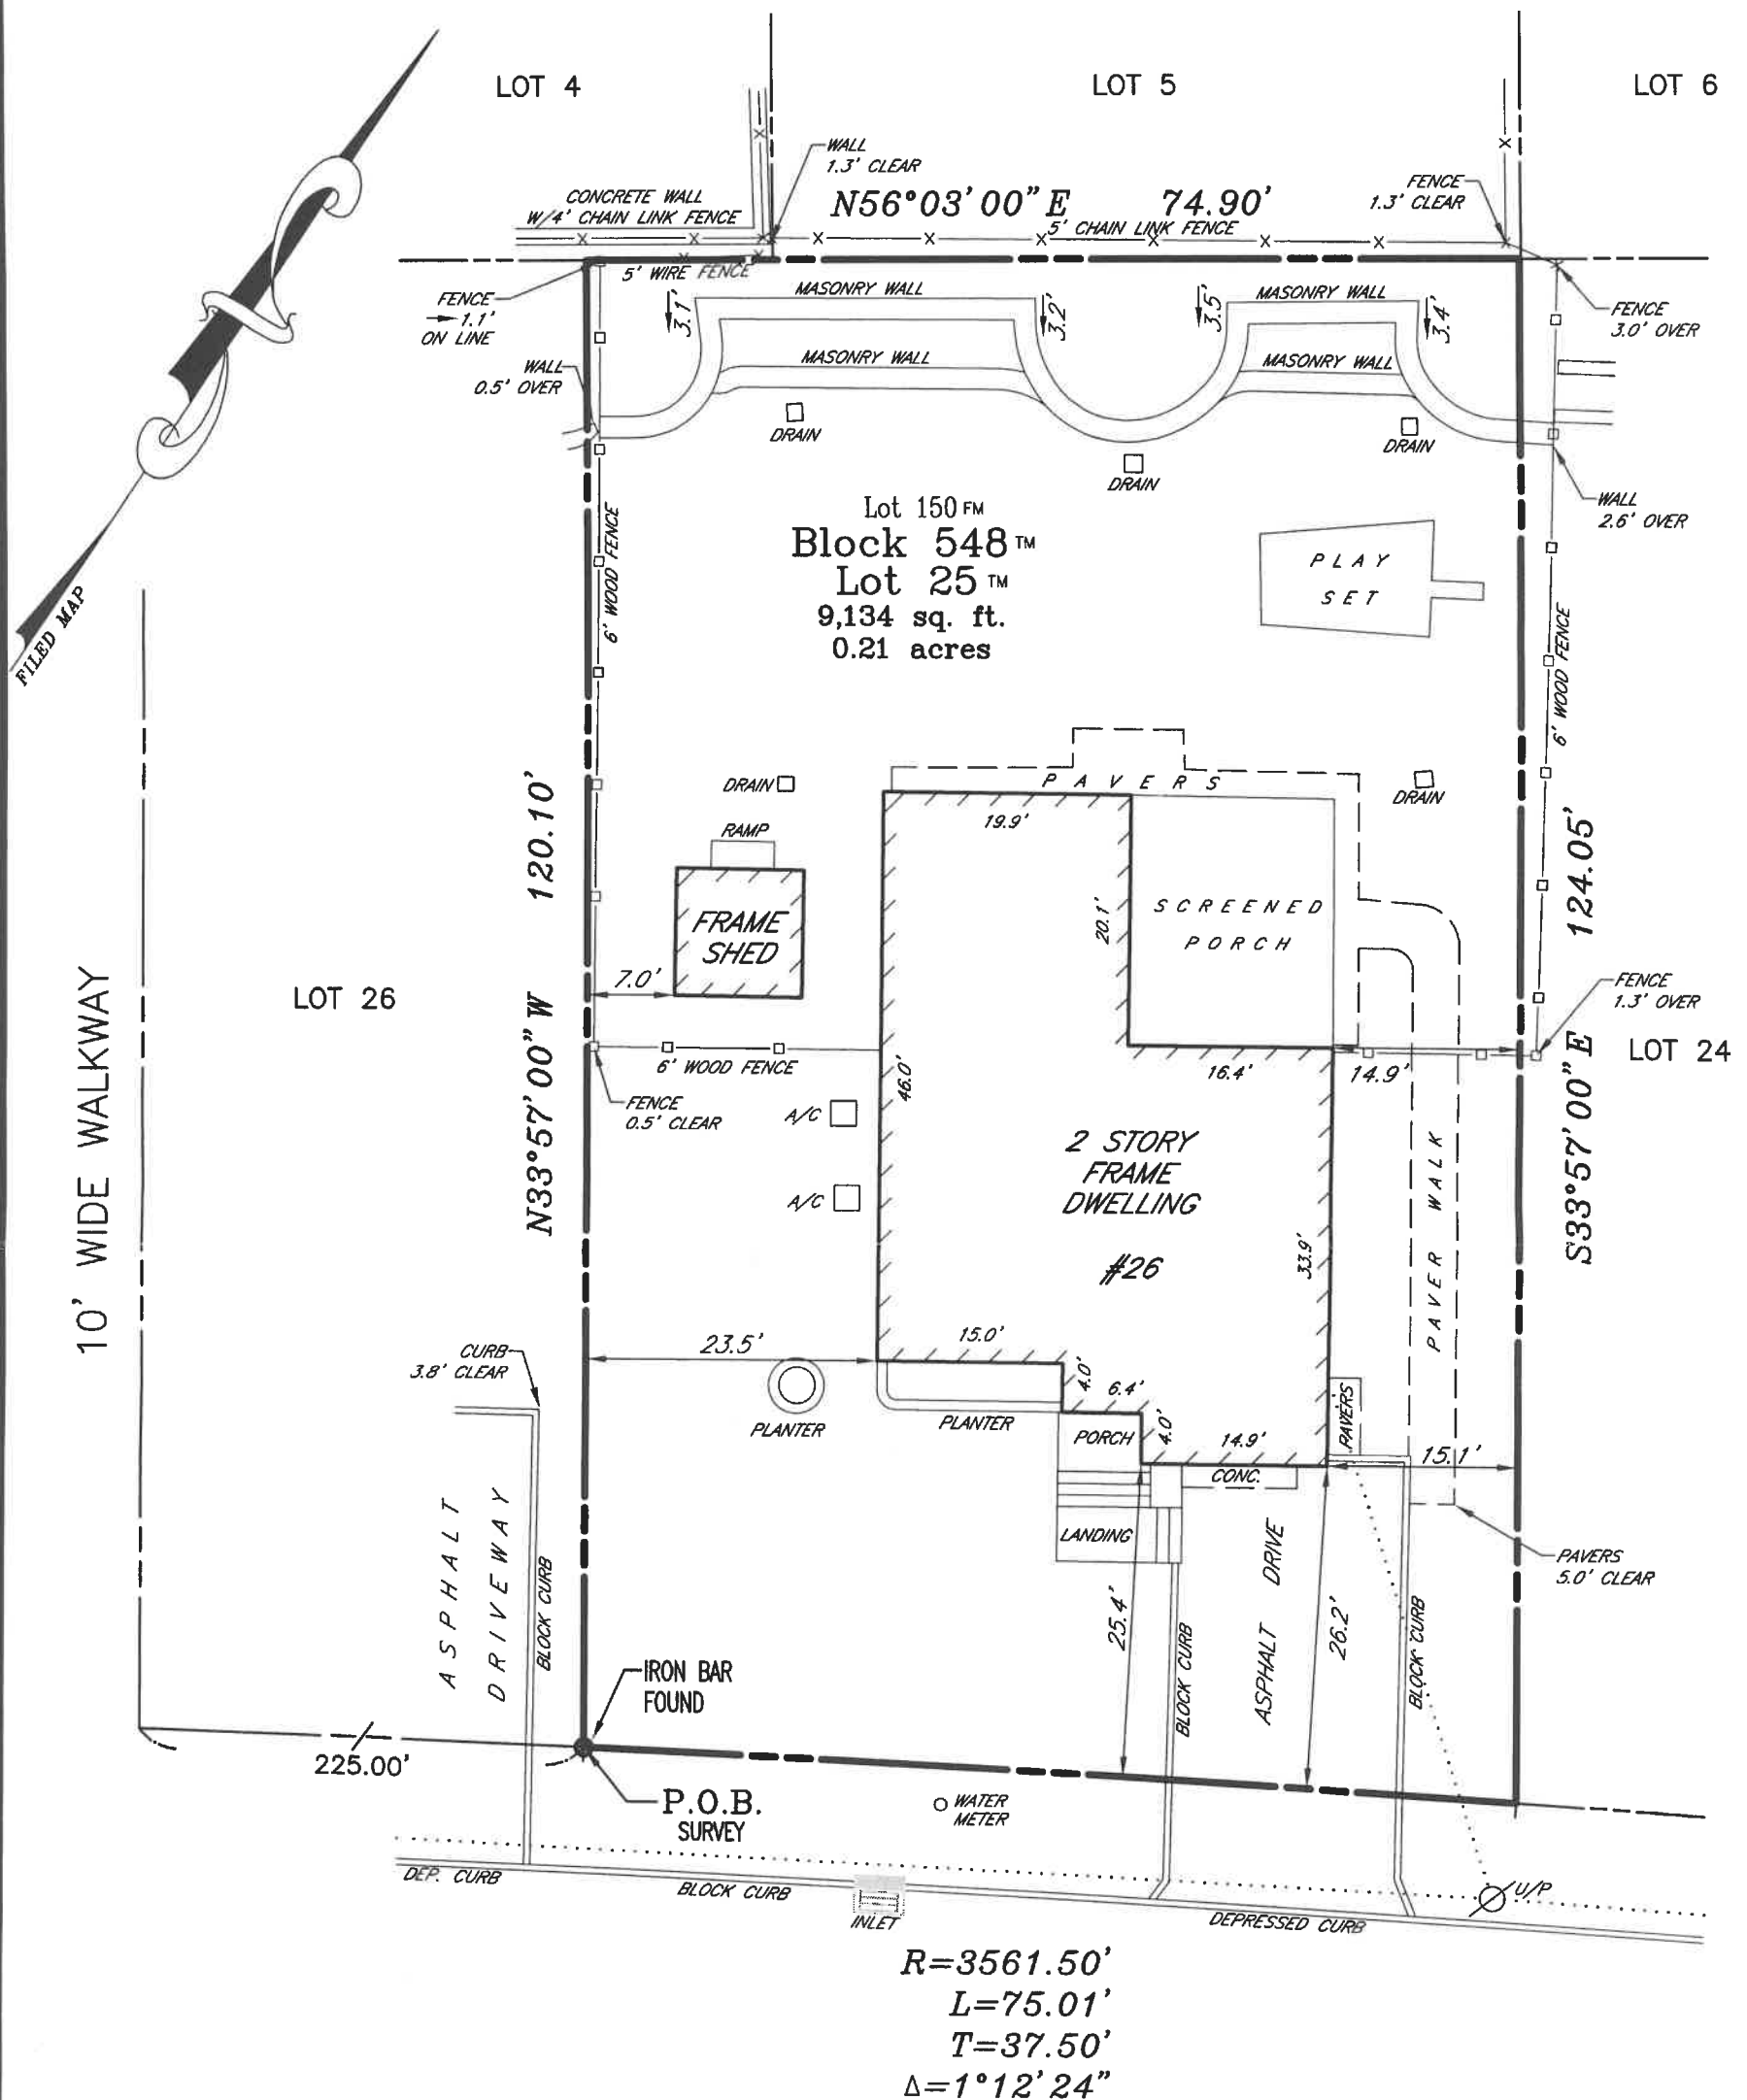 LOT 4
LOT 5
LOT 6
WALL
1.3' CLEAR
CONCRETE WALL
W/4' CHAIN LINK FENCE
N56°03'00"E 74.90'
FENCE
1.3' CLEAR
5' CHAIN LINK FENCE
5' WIRE FENCE
FENCE
1.1'
ON LINE
MASONRY WALL
MASONRY WALL
3.1'
3.2'
3.5'
3.4'
FENCE
3.0' OVER
WALL
0.5' OVER
MASONRY WALL
MASONRY WALL
DRAIN
DRAIN
DRAIN
WALL
2.6' OVER
Lot 150 FM
Block 548 TM
Lot 25 TM
9,134 sq. ft.
0.21 acres
PLAY
SET
6' WOOD FENCE
6' WOOD FENCE
FILED MAP
DRAIN
PAVERS
DRAIN
19.9'
RAMP
FRAME
SHED
7.0'
20.1'
SCREENED
PORCH
N33°57'00"W 120.10'
S33°57'00"E 124.05'
10' WIDE WALKWAY
LOT 26
FENCE
1.3' OVER
LOT 24
6' WOOD FENCE
46.0'
16.4'
14.9'
FENCE
0.5' CLEAR
A/C
A/C
2 STORY
FRAME
DWELLING
#26
33.9'
PAVER WALK
23.5'
15.0'
CURB
3.8' CLEAR
4.0'
6.4'
PLANTER
PLANTER
PORCH
4.0'
14.9'
PAVERS
CONC.
15.1'
LANDING
ASPHALT
DRIVEWAY
BLOCK CURB
PAVERS
5.0' CLEAR
25.4'
BLOCK CURB
ASPHALT DRIVE
26.2'
BLOCK CURB
IRON BAR
FOUND
225.00'
P.O.B.
SURVEY
WATER
METER
DEP. CURB
BLOCK CURB
INLET
DEPRESSED CURB
U/P
R=3561.50'
L=75.01'
T=37.50'
Δ=1°12'24"